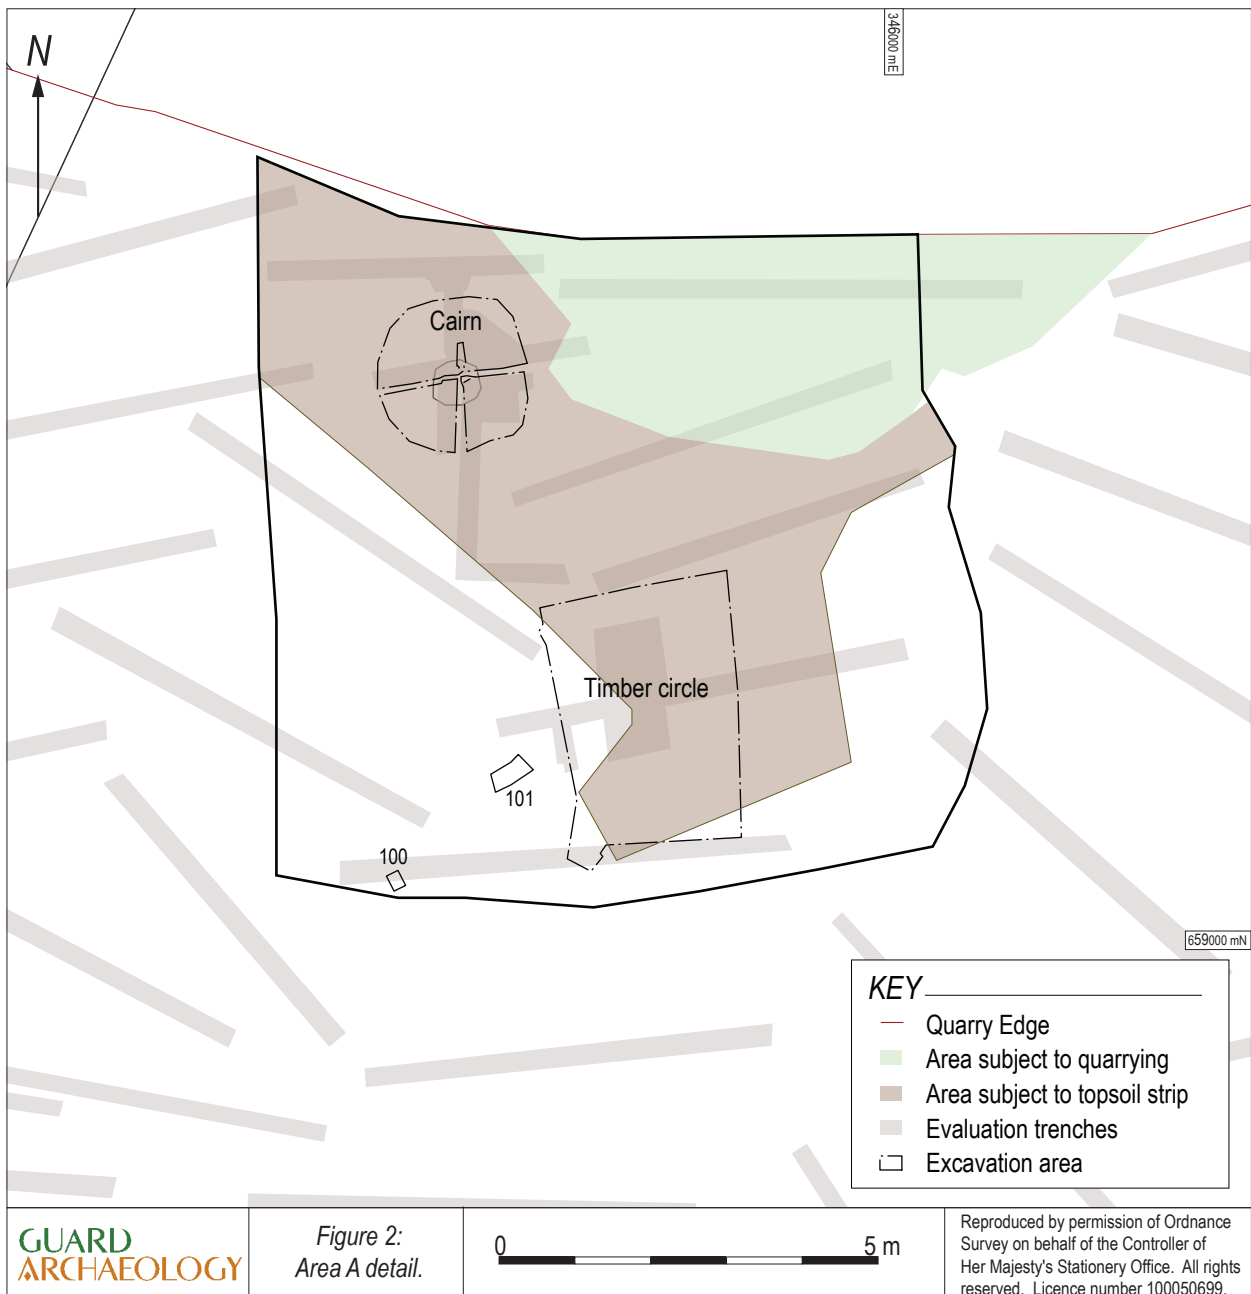 N
346000 mE
Cairn
Timber circle
101
100
659000 mN
KEY
Quarry Edge
Area subject to quarrying
Area subject to topsoil strip
Evaluation trenches
Excavation area
GUARD
ARCHAEOLOGY
Figure 2:
Area A detail.
0 5 m
Reproduced by permission of Ordnance
Survey on behalf of the Controller of
Her Majesty's Stationery Office. All rights
reserved. Licence number 100050699.